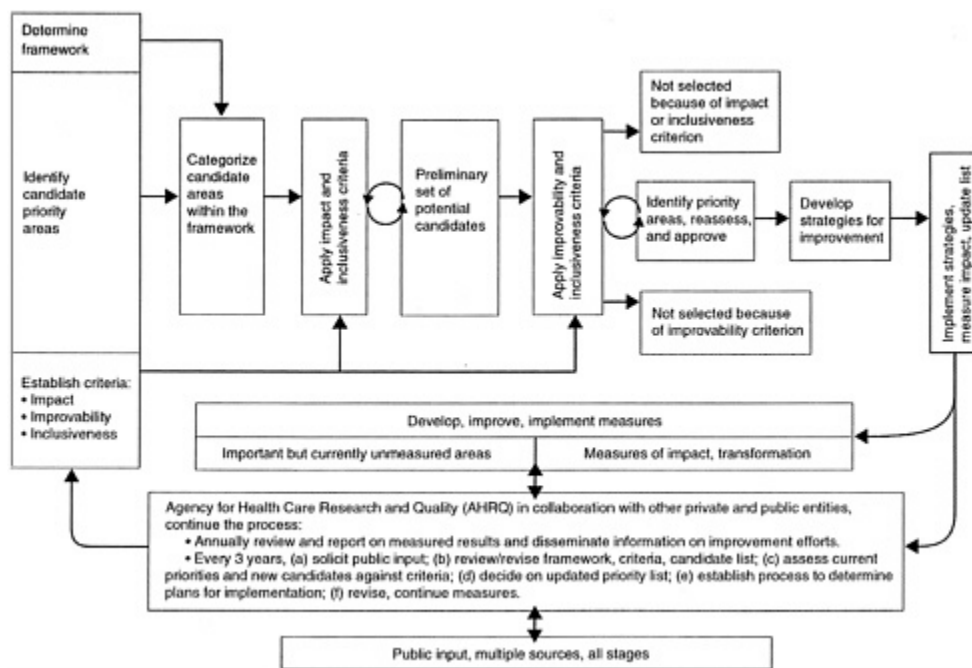 Determine
framework
Identify
candidate
priority
areas
Establish criteria:
• Impact
• Improvability
• Inclusiveness
Categorize
candidate
areas
within the
framework
Apply impact and
inclusiveness criteria
Preliminary
set of
potential
candidates
Apply improvability and
inclusiveness criteria
Not selected
because of impact
or inclusiveness
criterion
Identify priority
areas, reassess,
and approve
Not selected because
of improvability criterion
Develop
strategies for
improvement
Implement strategies,
measure impact, update list
Develop, improve, implement measures
Important but currently unmeasured areas
Measures of impact, transformation
Agency for Health Care Research and Quality (AHRQ) in collaboration with other private and public entities,
continue the process:
• Annually review and report on measured results and disseminate information on improvement efforts.
• Every 3 years, (a) solicit public input; (b) review/revise framework, criteria, candidate list; (c) assess current
priorities and new candidates against criteria; (d) decide on updated priority list; (e) establish process to determine
plans for implementation; (f) revise, continue measures.
Public input, multiple sources, all stages